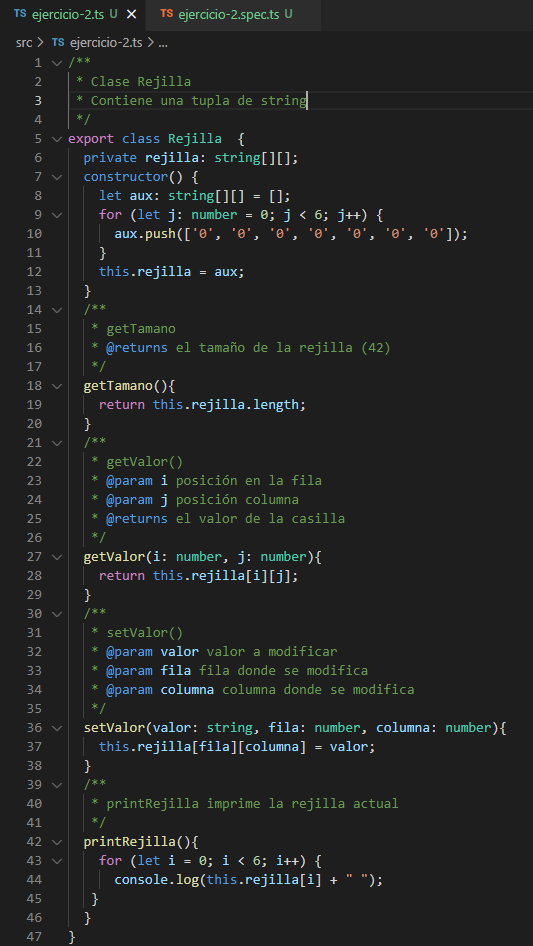 TS ejercicio-2.ts U × TS ejercicio-2.spec.ts U
src > TS ejercicio-2.ts > ...
1 /**
2 * Clase Rejilla
3 * Contiene una tupla de string
4 */
5 export class Rejilla  {
6 private rejilla: string[][];
7 constructor() {
8 let aux: string[][] = [];
9 for (let j: number = 0; j < 6; j++) {
10 aux.push(['0', '0', '0', '0', '0', '0', '0']);
11 }
12 this.rejilla = aux;
13 }
14 /**
15 * getTamano
16 * @returns el tamaño de la rejilla (42)
17 */
18 getTamano(){
19 return this.rejilla.length;
20 }
21 /**
22 * getValor()
23 * @param i posición en la fila
24 * @param j posición columna
25 * @returns el valor de la casilla
26 */
27 getValor(i: number, j: number){
28 return this.rejilla[i][j];
29 }
30 /**
31 * setValor()
32 * @param valor valor a modificar
33 * @param fila fila donde se modifica
34 * @param columna columna donde se modifica
35 */
36 setValor(valor: string, fila: number, columna: number){
37 this.rejilla[fila][columna] = valor;
38 }
39 /**
40 * printRejilla imprime la rejilla actual
41 */
42 printRejilla(){
43 for (let i = 0; i < 6; i++) {
44 console.log(this.rejilla[i] + " ");
45 }
46 }
47 }